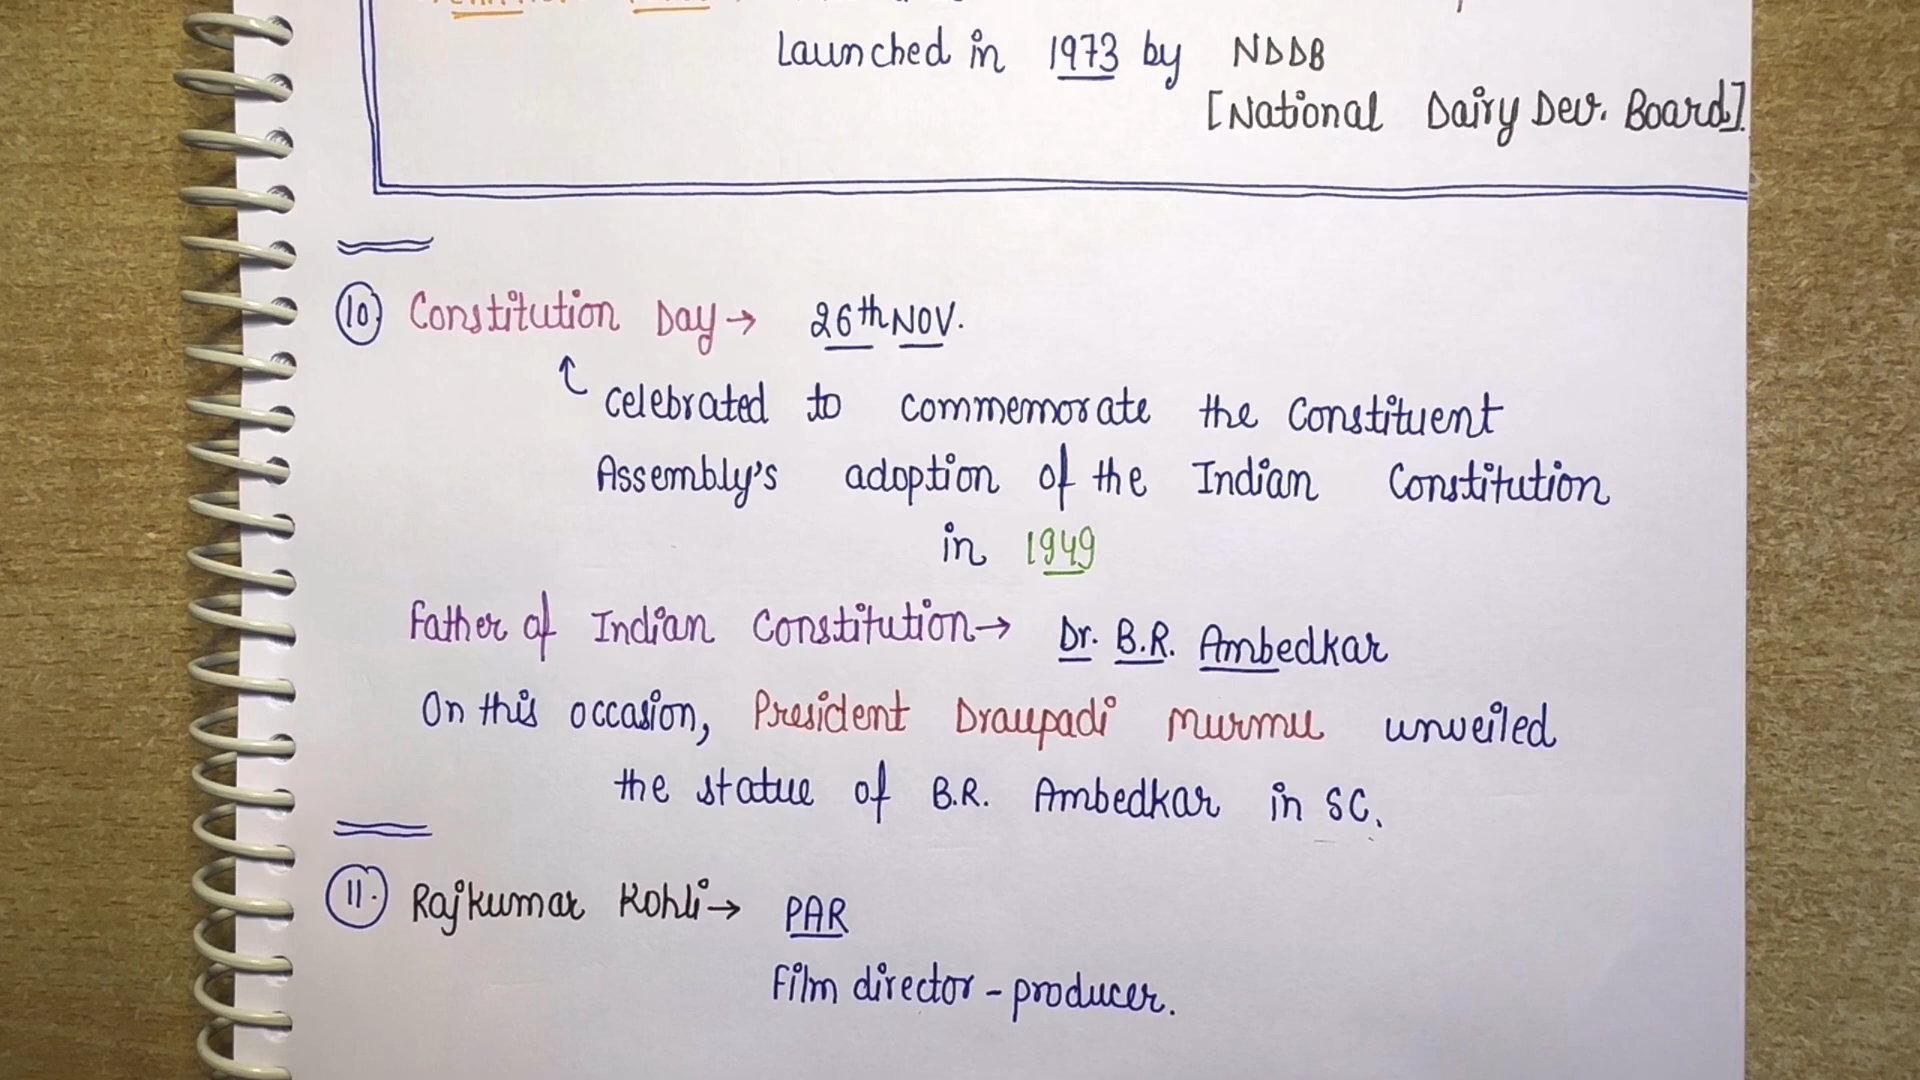 Launched in 1973 by NDDB
[National Dairy Dev. Board].
10. Constitution Day → 26th NOV.
↑ celebrated to commemorate the Constituent
Assembly's adoption of the Indian Constitution
in 1949
Father of Indian Constitution → Dr. B.R. Ambedkar
On this occasion, President Draupadi Murmu unveiled
the statue of B.R. Ambedkar in SC.
11. Rajkumar Kohli → PAR
Film director - producer.